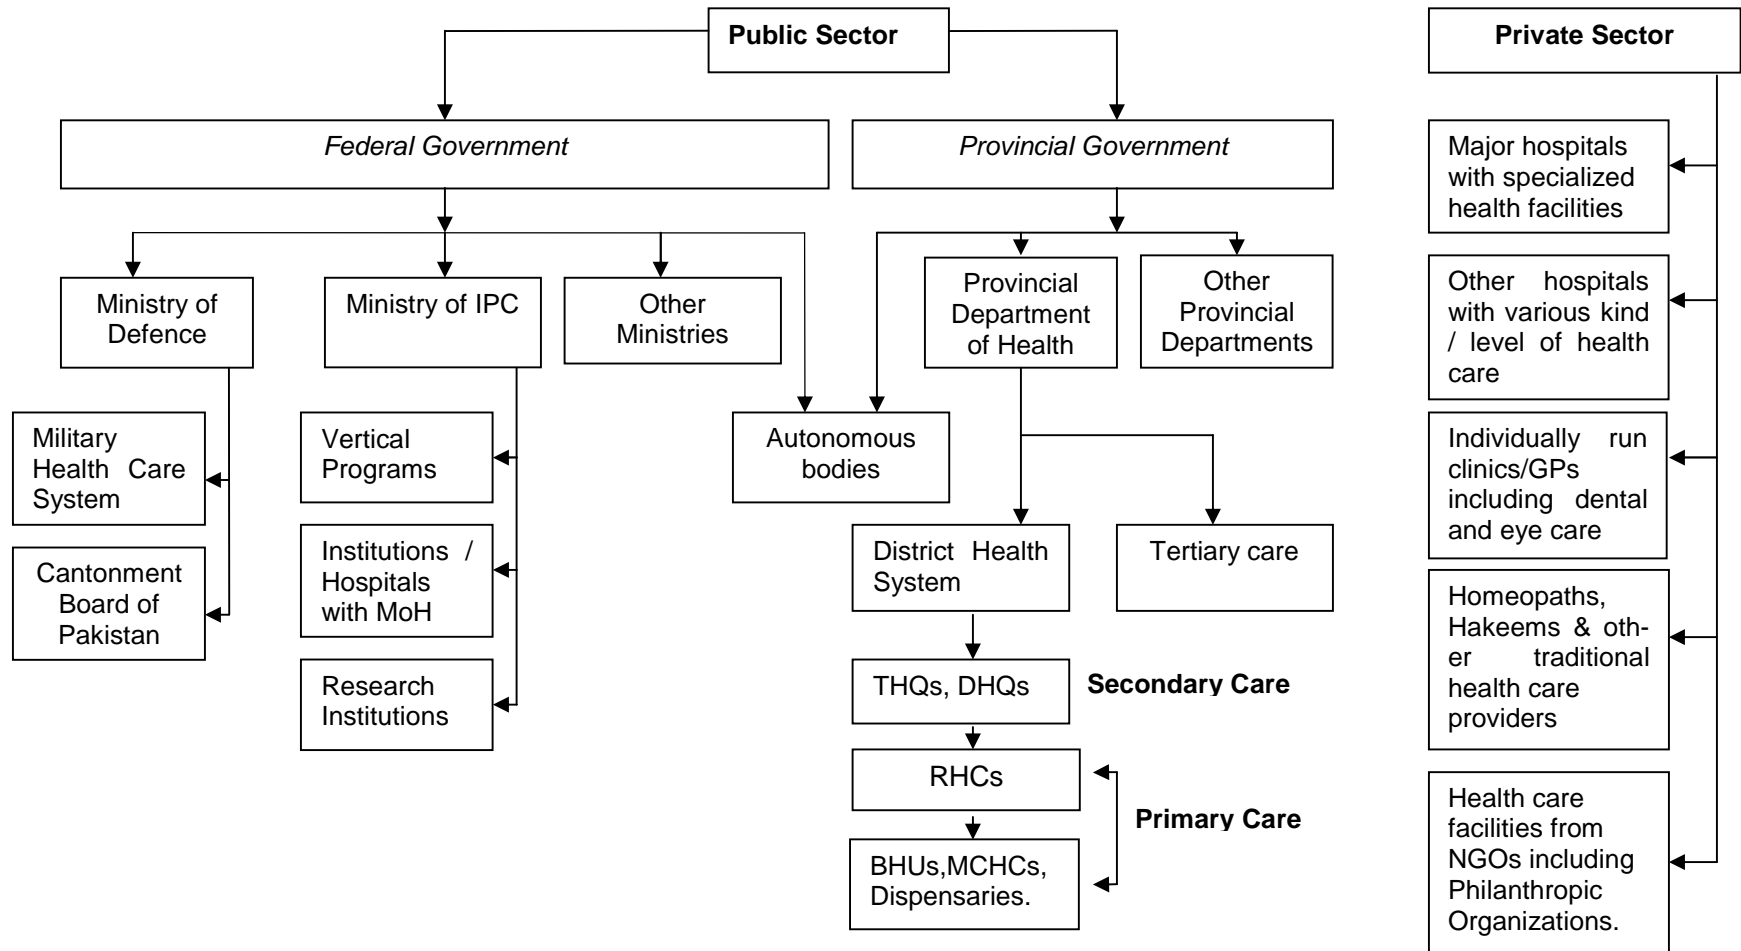 Public Sector
Private Sector
Federal Government
Provincial Government
Ministry of
Defence
Ministry of IPC
Other
Ministries
Provincial
Department
of Health
Other
Provincial
Departments
Military
Health Care
System
Cantonment
Board of
Pakistan
Vertical
Programs
Institutions /
Hospitals
with MoH
Research
Institutions
Autonomous
bodies
District Health
System
Tertiary care
THQs, DHQs
Secondary Care
RHCs
Primary Care
BHUs,MCHCs,
Dispensaries.
Major hospitals
with specialized
health facilities
Other hospitals
with various kind
/ level of health
care
Individually run
clinics/GPs
including dental
and eye care
Homeopaths,
Hakeems & oth-
er traditional
health care
providers
Health care
facilities from
NGOs including
Philanthropic
Organizations.